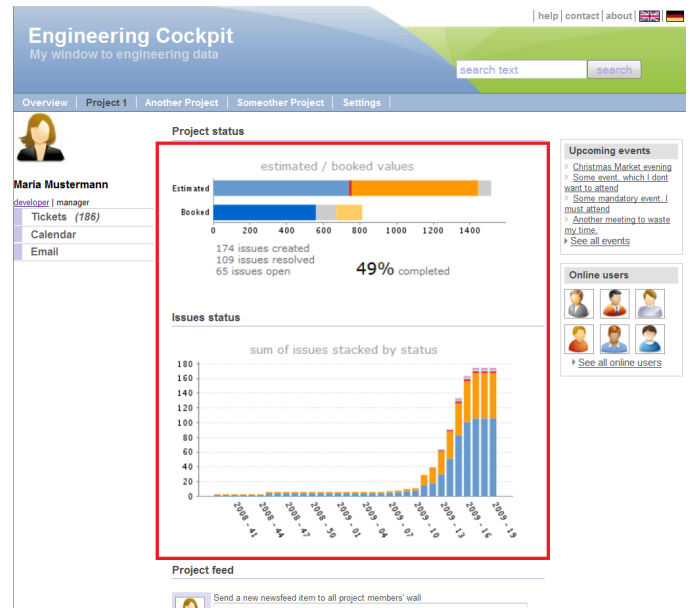 help | contact | about |
Engineering Cockpit
My window to engineering data
search text
search
Overview | Project 1 | Another Project | Someother Project | Settings |
Project status
estimated / booked values
Estimated
Booked
0 200 400 600 800 1000 1200 1400
174 issues created
109 issues resolved
65 issues open
49% completed
Maria Mustermann
developer | manager
Tickets (186)
Calendar
Email
Upcoming events
Christmas Market evening
Some event, which I dont
want to attend
Some mandatory event, I
must attend
Another meeting to waste
my time.
See all events
Online users
See all online users
Issues status
sum of issues stacked by status
180
160
140
120
100
80
60
40
20
0
2008 - 41
2008 - 44
2008 - 47
2008 - 50
2009 - 01
2009 - 04
2009 - 07
2009 - 10
2009 - 13
2009 - 16
2009 - 19
Project feed
Send a new newsfeed item to all project members' wall